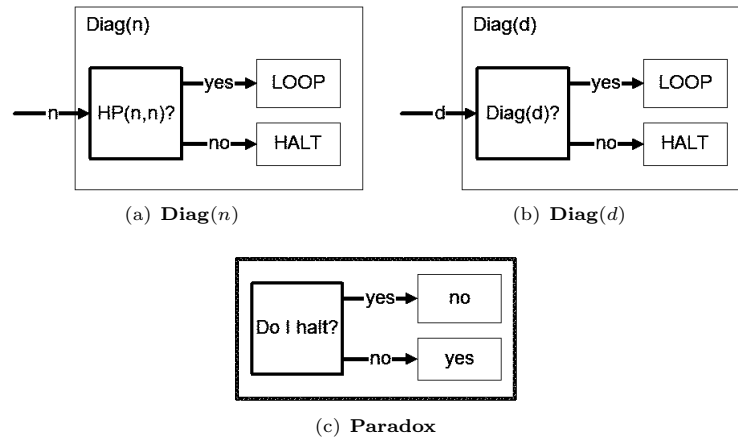 Diag(n)
n
HP(n,n)?
yes
LOOP
no
HALT
(a) Diag(n)
Diag(d)
d
Diag(d)?
yes
LOOP
no
HALT
(b) Diag(d)
Do I halt?
yes
no
no
yes
(c) Paradox